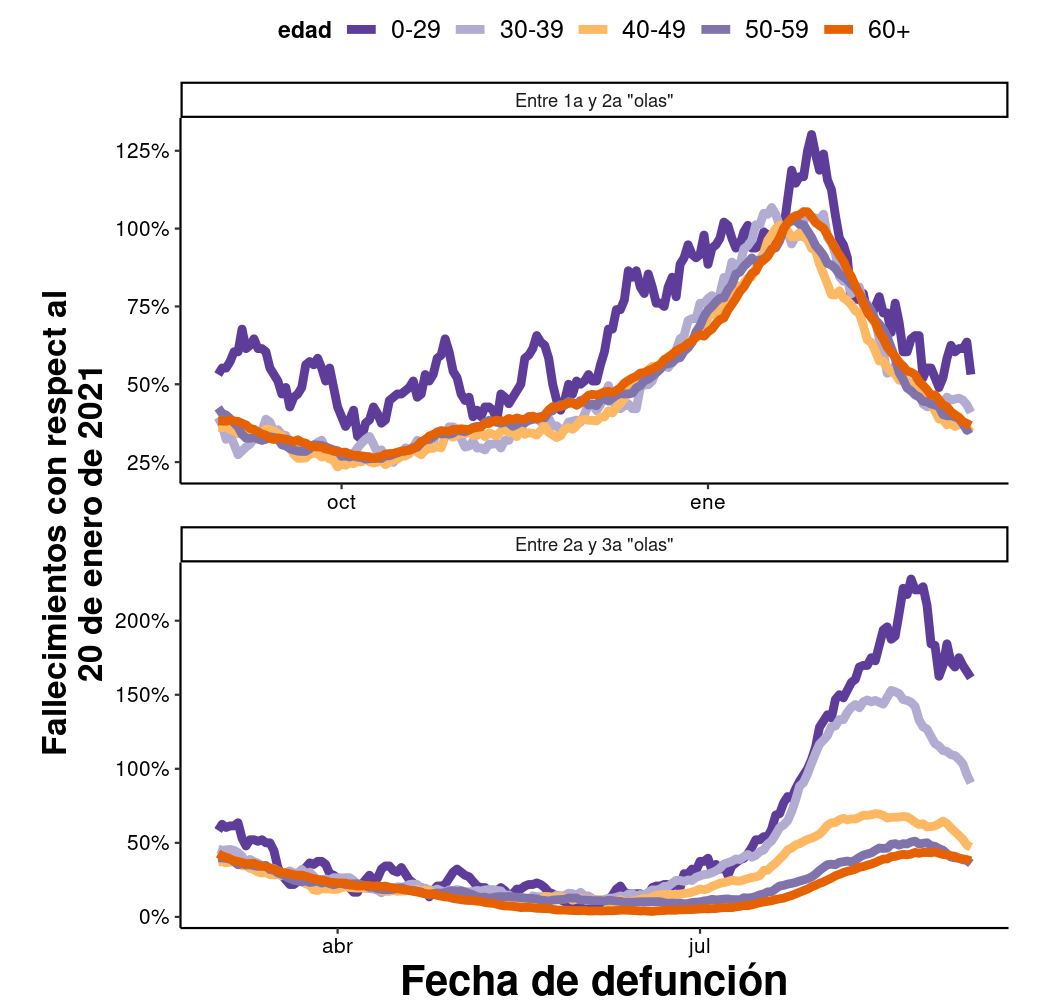 edad 0-29 30-39 40-49 50-59 60+
Entre 1a y 2a "olas"
125%
100%
75%
50%
25%
oct ene
Fallecimientos con respect al
20 de enero de 2021
Entre 2a y 3a "olas"
200%
150%
100%
50%
0%
abr jul
Fecha de defunción